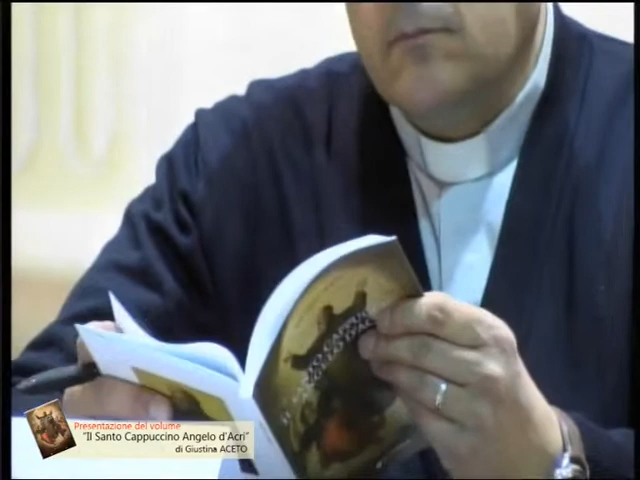 Presentazione del volume
"Il Santo Cappuccino Angelo d'Acri"
di Giustina ACETO